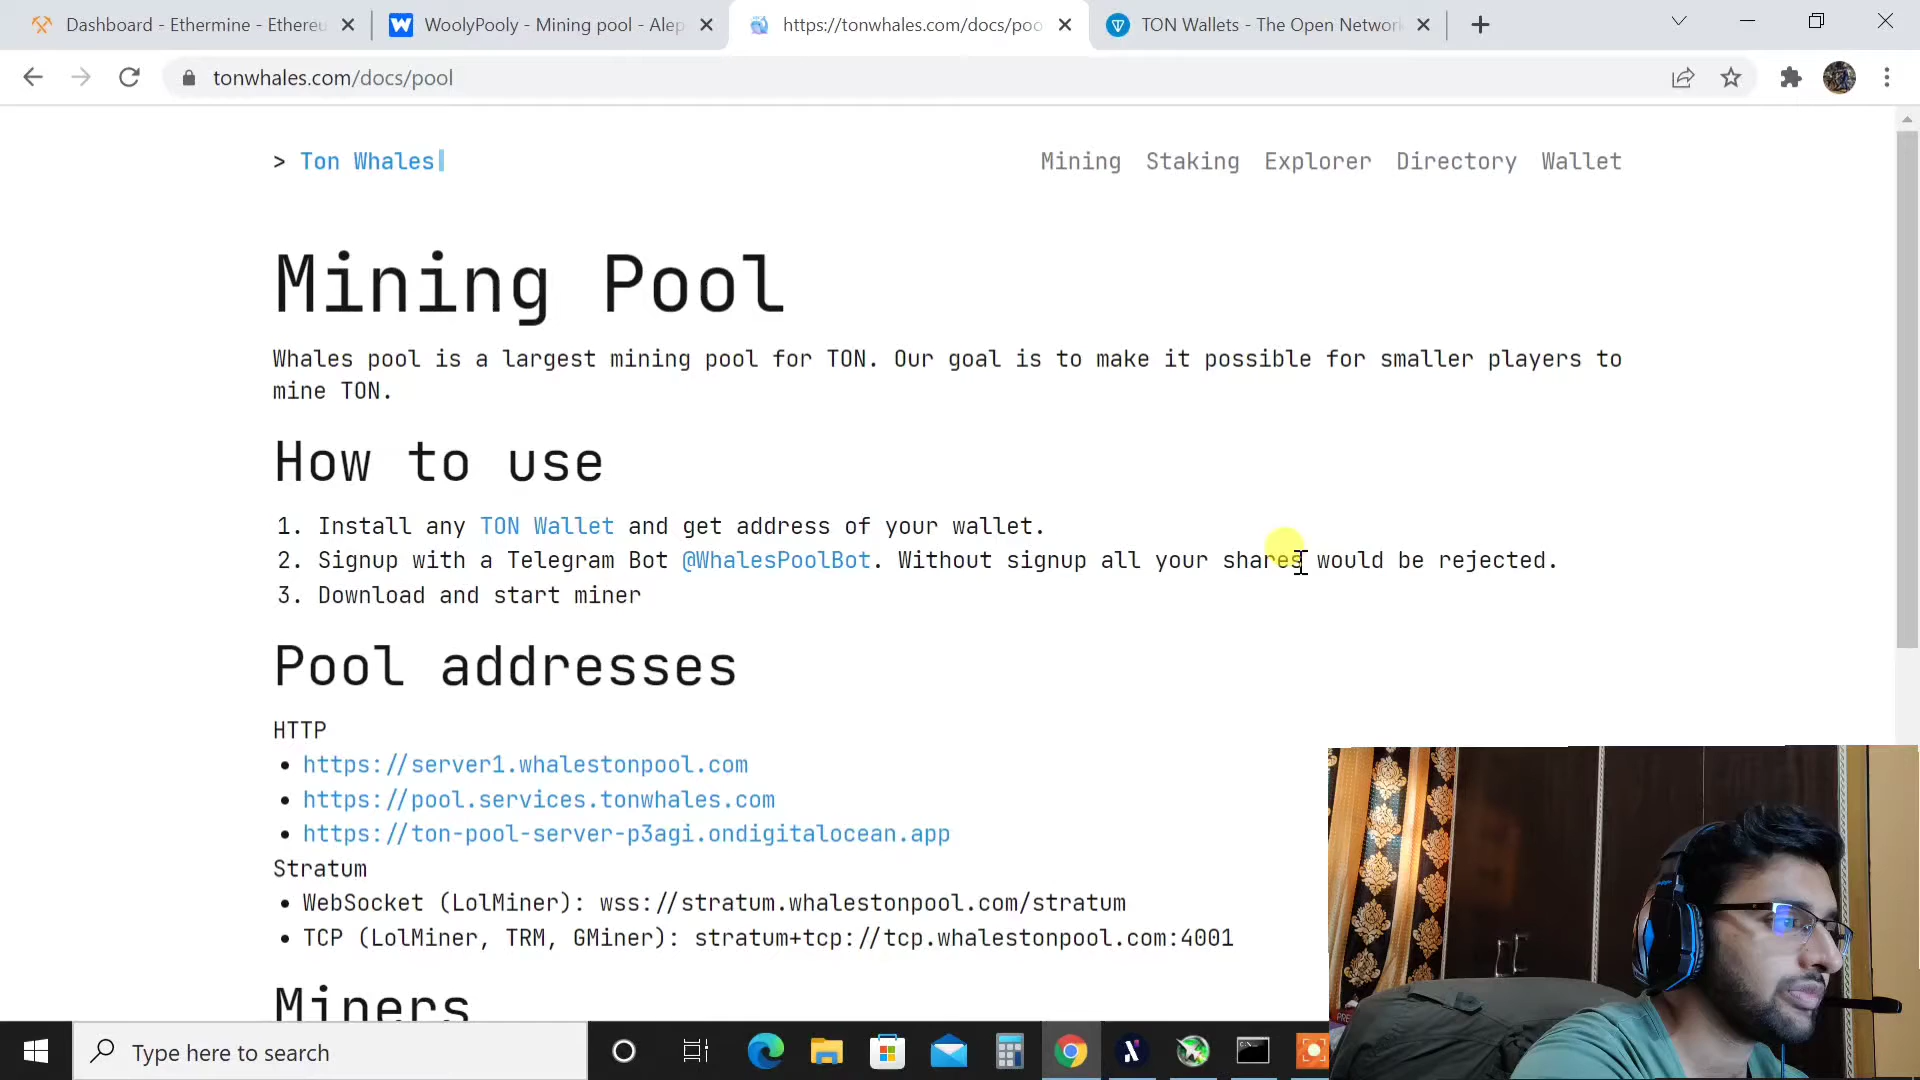 Dashboard - Ethermine - Ethereu
WoolyPooly - Mining pool - Alep
https://tonwhales.com/docs/poo
TON Wallets - The Open Network
tonwhales.com/docs/pool
> Ton Whales
Mining Staking Explorer Directory Wallet
Mining Pool
Whales pool is a largest mining pool for TON. Our goal is to make it possible for smaller players to
mine TON.
How to use
1. Install any TON Wallet and get address of your wallet.
2. Signup with a Telegram Bot @WhalesPoolBot. Without signup all your shares would be rejected.
3. Download and start miner
Pool addresses
HTTP
• https://server1.whalestonpool.com
• https://pool.services.tonwhales.com
• https://ton-pool-server-p3agi.ondigitalocean.app
Stratum
• WebSocket (LolMiner): wss://stratum.whalestonpool.com/stratum
• TCP (LolMiner, TRM, GMiner): stratum+tcp://tcp.whalestonpool.com:4001
Miners
Type here to search